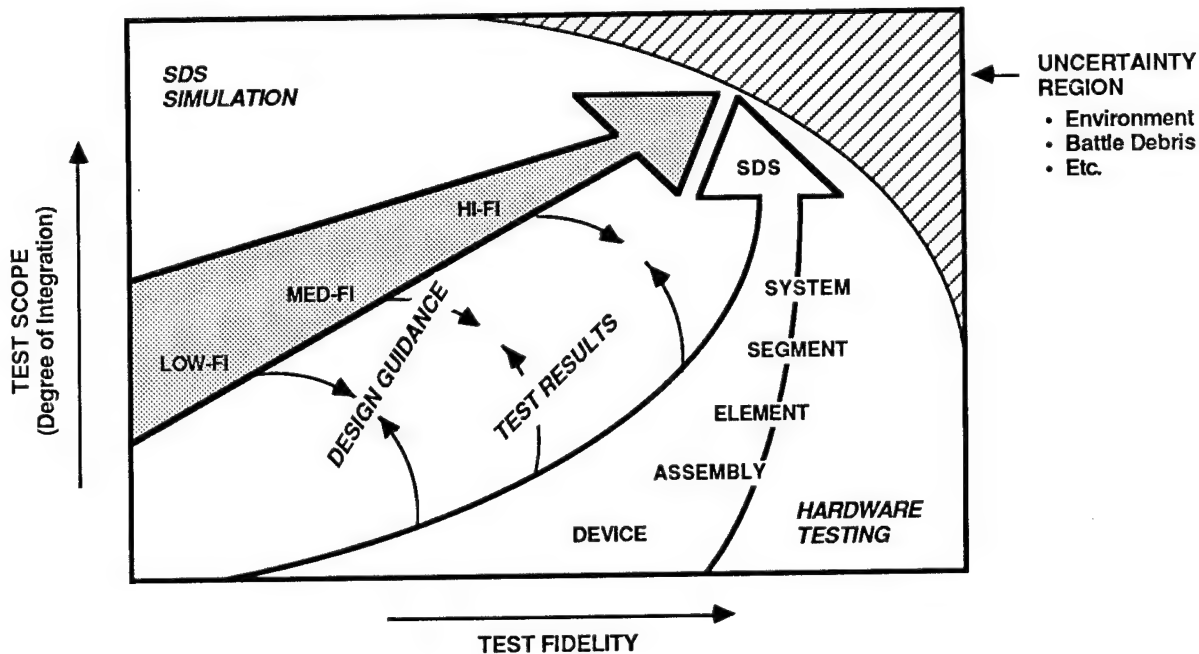 SDS
SIMULATION
UNCERTAINTY
REGION
• Environment
• Battle Debris
• Etc.
TEST SCOPE
(Degree of Integration)
SDS
HI-FI
MED-FI
LOW-FI
DESIGN GUIDANCE
TEST RESULTS
SYSTEM
SEGMENT
ELEMENT
ASSEMBLY
DEVICE
HARDWARE
TESTING
TEST FIDELITY